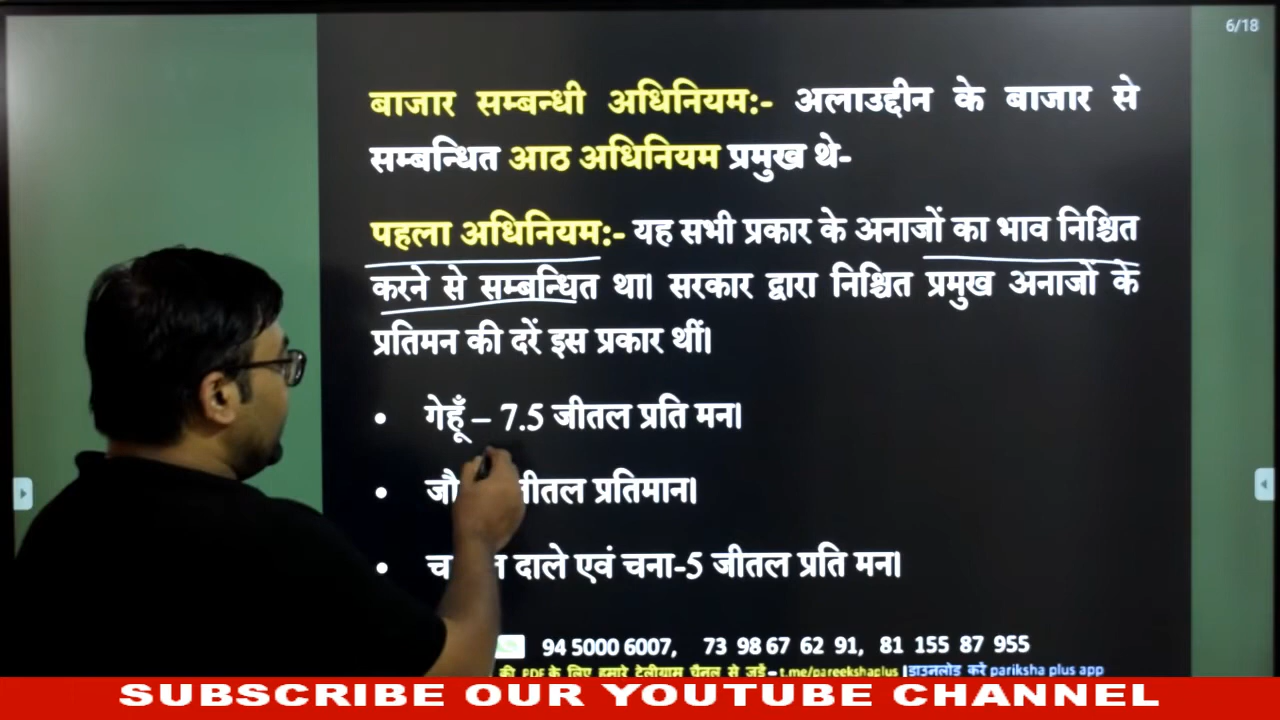 6/18
बाजार सम्बन्धी अधिनियम:- अलाउद्दीन के बाजार से
सम्बन्धित आठ अधिनियम प्रमुख थे-
पहला अधिनियम:- यह सभी प्रकार के अनाजों का भाव निश्चित
करने से सम्बन्धित था। सरकार द्वारा निश्चित प्रमुख अनाजों के
प्रतिमन की दरें इस प्रकार थीं।
• गेहूँ – 7.5 जीतल प्रति मन।
• जौ जीतल प्रतिमान।
• दाले एवं चना-5 जीतल प्रति मन।
94 5000 6007, 73 98 67 62 91, 81 155 87 955
की PDF के लिए हमारे टेलीग्राम चैनल से जुड़ें – t.me/pareekshaplus | डाउनलोड करें pariksha plus app
SUBSCRIBE OUR YOUTUBE CHANNEL